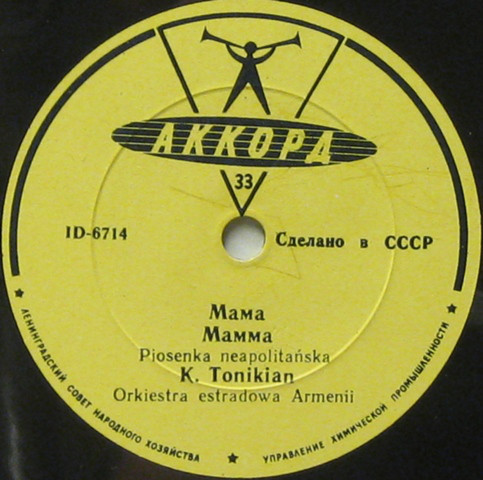 АККОРД
33
1D-6714
Сделано в СССР
Мама
Мамма
Piosenka neapolitańska
K. Tonikian
Orkiestra estradowa Armenii
★ ЛЕНИНГРАДСКИЙ СОВЕТ НАРОДНОГО ХОЗЯЙСТВА ★ УПРАВЛЕНИЕ ХИМИЧЕСКОЙ ПРОМЫШЛЕННОСТИ ★